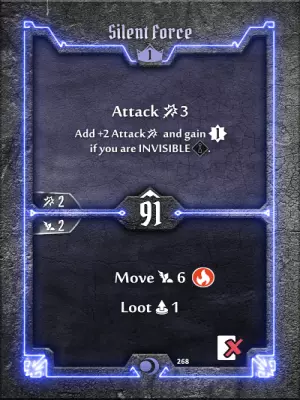 Silent Force
1
Attack 3
Add +2 Attack and gain 1
if you are INVISIBLE.
2
91
2
Move 6
Loot 1
268